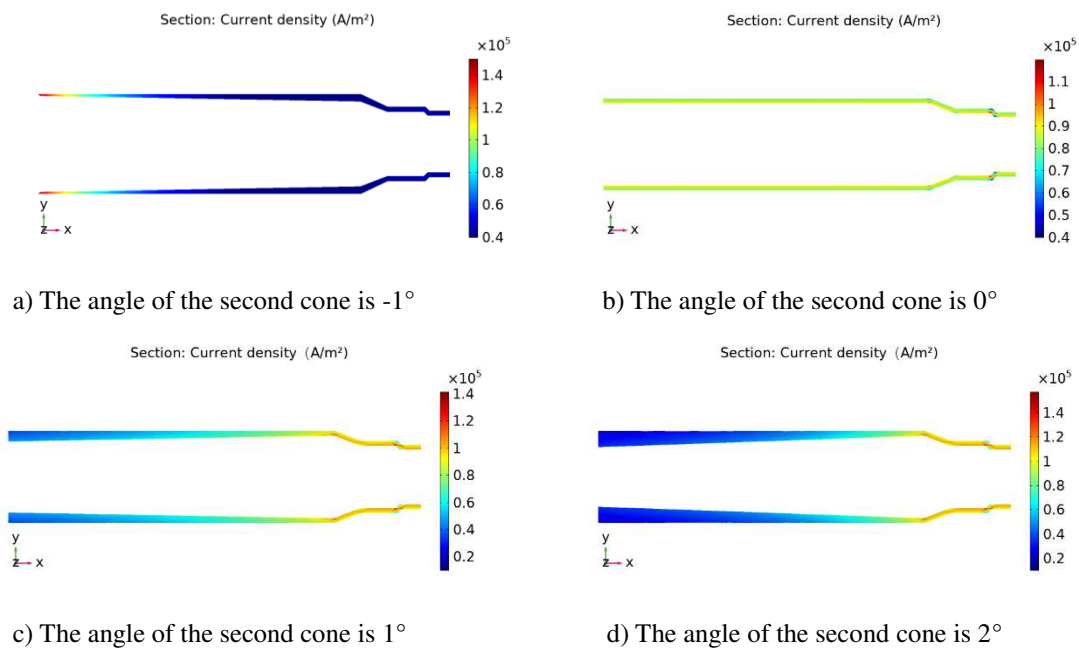 Section: Current density (A/m²)
×10⁵
1.4
1.2
1
0.8
0.6
0.4
y
z x
a) The angle of the second cone is -1°
Section: Current density (A/m²)
×10⁵
1.1
1
0.9
0.8
0.7
0.6
0.5
0.4
y
z x
b) The angle of the second cone is 0°
Section: Current density (A/m²)
×10⁵
1.4
1.2
1
0.8
0.6
0.4
0.2
y
z x
c) The angle of the second cone is 1°
Section: Current density (A/m²)
×10⁵
1.2
1
0.8
0.6
0.4
0.2
y
z x
d) The angle of the second cone is 2°